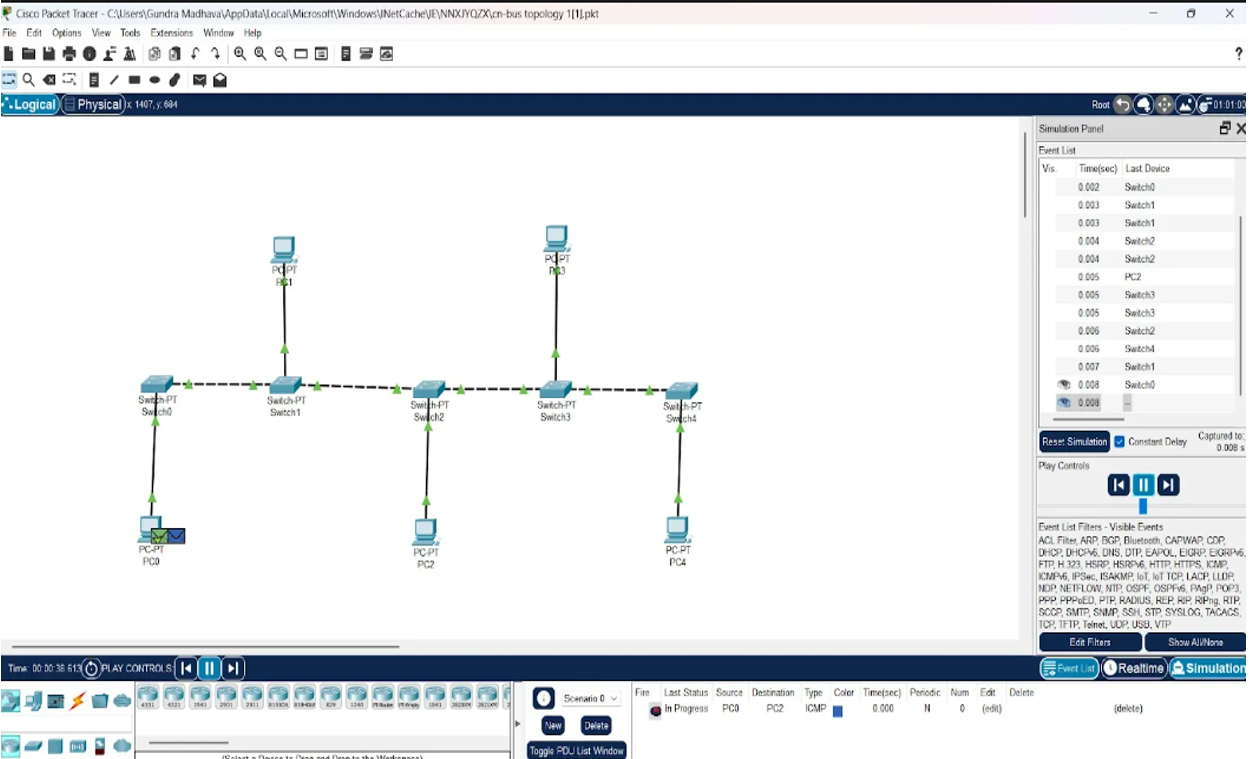 Cisco Packet Tracer - C:\Users\Gundra Madhava\AppData\Local\Microsoft\Windows\INetCache\IE\NNXJYQZX\cn-bus topology 1[1].pkt
File Edit Options View Tools Extensions Window Help
?
Logical Physical x: 1407, y: 684 Root 01:01:00
Simulation Panel
Event List
Vis. Time(sec) Last Device
0.002 Switch0
0.003 Switch1
0.003 Switch1
0.004 Switch2
0.004 Switch2
0.005 PC2
0.005 Switch3
0.005 Switch3
0.006 Switch2
0.006 Switch4
0.007 Switch1
0.008 Switch0
0.008 --
Reset Simulation Constant Delay Captured to:
0.008 s
Play Controls
Event List Filters - Visible Events
ACL Filter, ARP, BGP, Bluetooth, CAPWAP, CDP,
DHCP, DHCPv6, DNS, DTP, EAPOL, EIGRP, EIGRPv6,
FTP, H.323, HSRP, HSRPv6, HTTP, HTTPS, ICMP,
ICMPv6, IPSec, ISAKMP, IoT, IoT TCP, LACP, LLDP,
NDP, NETFLOW, NTP, OSPF, OSPFv6, PAgP, POP3,
PPP, PPPoED, PTP, RADIUS, REP, RIP, RIPng, RTP,
SCCP, SMTP, SNMP, SSH, STP, SYSLOG, TACACS,
TCP, TFTP, Telnet, UDP, USB, VTP
Edit Filters Show All/None
PC-PT
PC1
PC-PT
PC3
Switch-PT
Switch0
Switch-PT
Switch1
Switch-PT
Switch2
Switch-PT
Switch3
Switch-PT
Switch4
PC-PT
PC0
PC-PT
PC2
PC-PT
PC4
Time: 00:00:38.613 PLAY CONTROLS: Event List Realtime Simulation
4331 4321 1941 2901 2911 819HGW 829 1240 1841 2620XM 2621XM
(Select a Device to Drag and Drop to the Workspace)
Scenario 0
New Delete
Toggle PDU List Window
Fire Last Status Source Destination Type Color Time(sec) Periodic Num Edit Delete
In Progress PC0 PC2 ICMP 0.000 N 0 (edit) (delete)